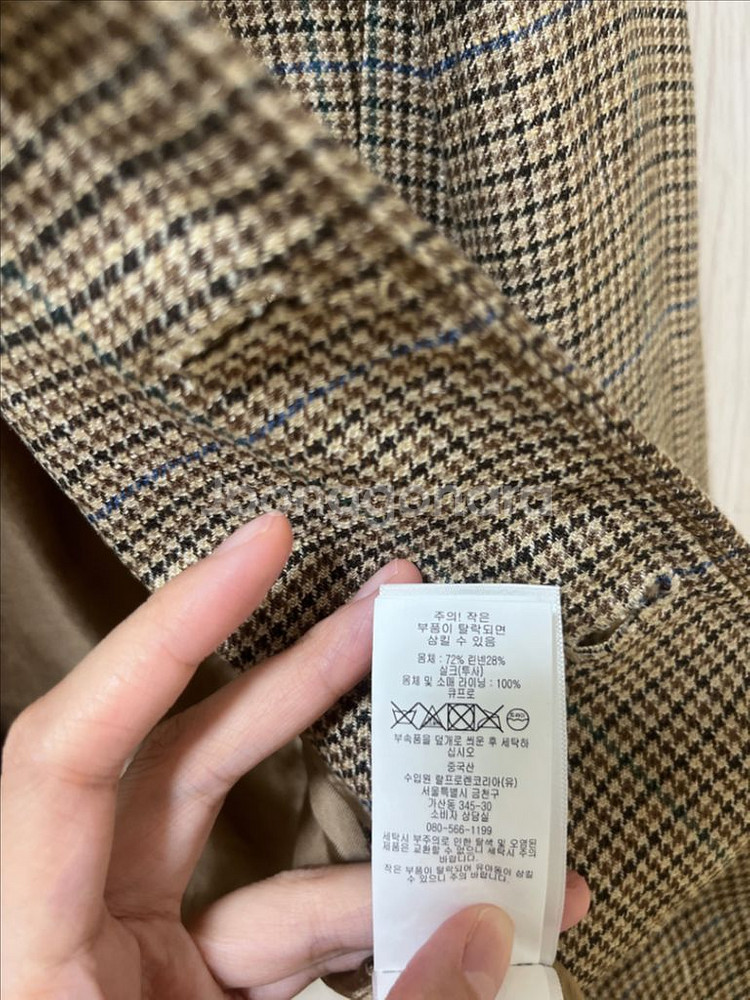 joonggonara
주의! 작은
부품이 탈락되면
삼킬 수 있음
몸체 : 72% 린넨28%
실크(투사)
몸체 및 소매 라이닝 : 100%
큐프로
부속품을 덮개로 씌운 후 세탁하
십시오
중국산
수입원 랄프로렌코리아(유)
서울특별시 금천구
가산동 345-30
소비자 상담실
080-566-1199
세탁시 부주의로 인한 탈색 및 오염된
제품은 교환할 수 없으니 세탁시 주의
바랍니다.
작은 부품이 탈락되어 유아동이 삼킬
수 있으니 주의 바랍니다.